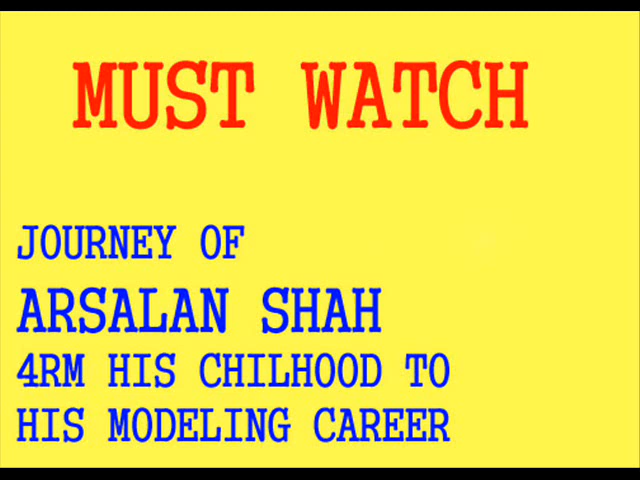 MUST WATCH
JOURNEY OF
ARSALAN SHAH
4RM HIS CHILHOOD TO
HIS MODELING CAREER